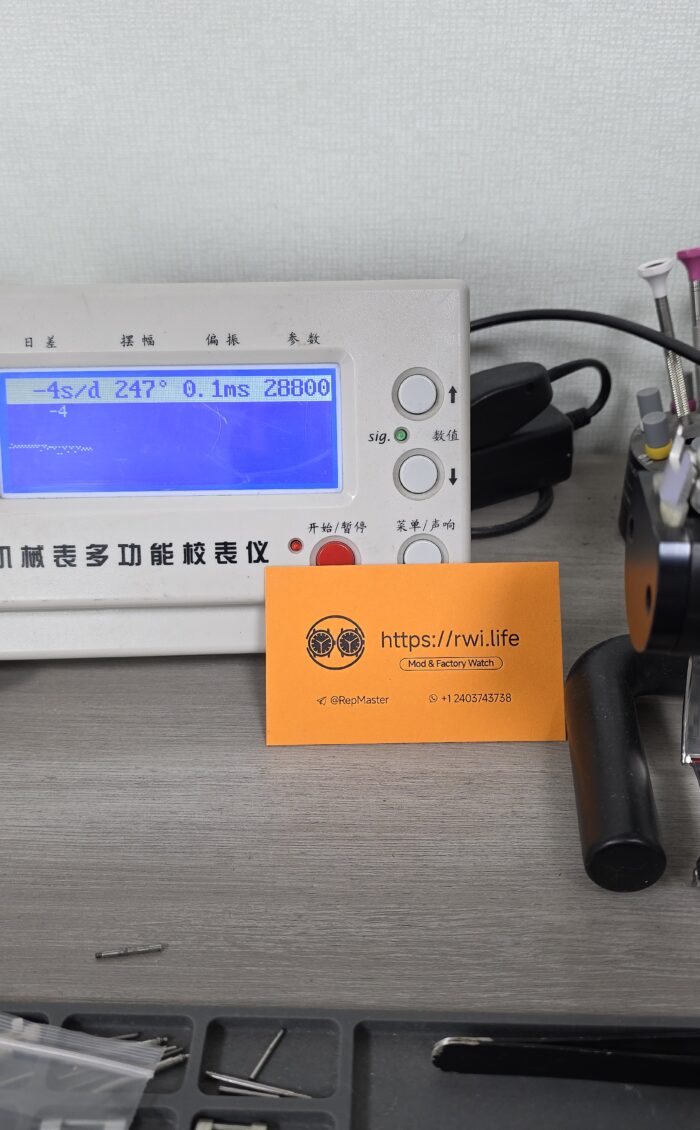 日差 摆幅 偏振 参数
-4s/d 247° 0.1ms 28800
-4
sig. 数值
开始/暂停 菜单/声响
械表多功能校表仪
https://rwi.life
Mod & Factory Watch
@RepMaster +1 2403743738